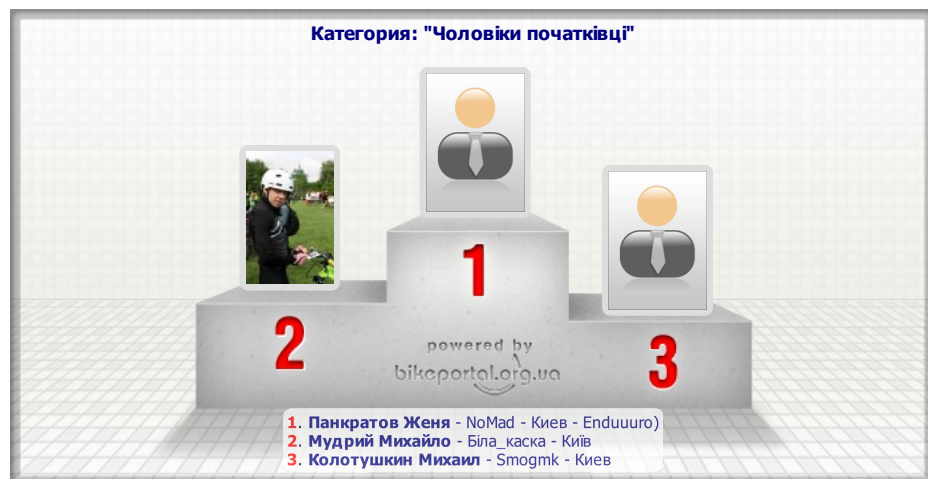 Категория: "Чоловіки початківці"
1
2
3
powered by
bikeportal.org.ua
1. Панкратов Женя - NoMad - Киев - Enduuuro)
2. Мудрий Михайло - Біла_каска - Київ
3. Колотушкин Михаил - Smogmk - Киев